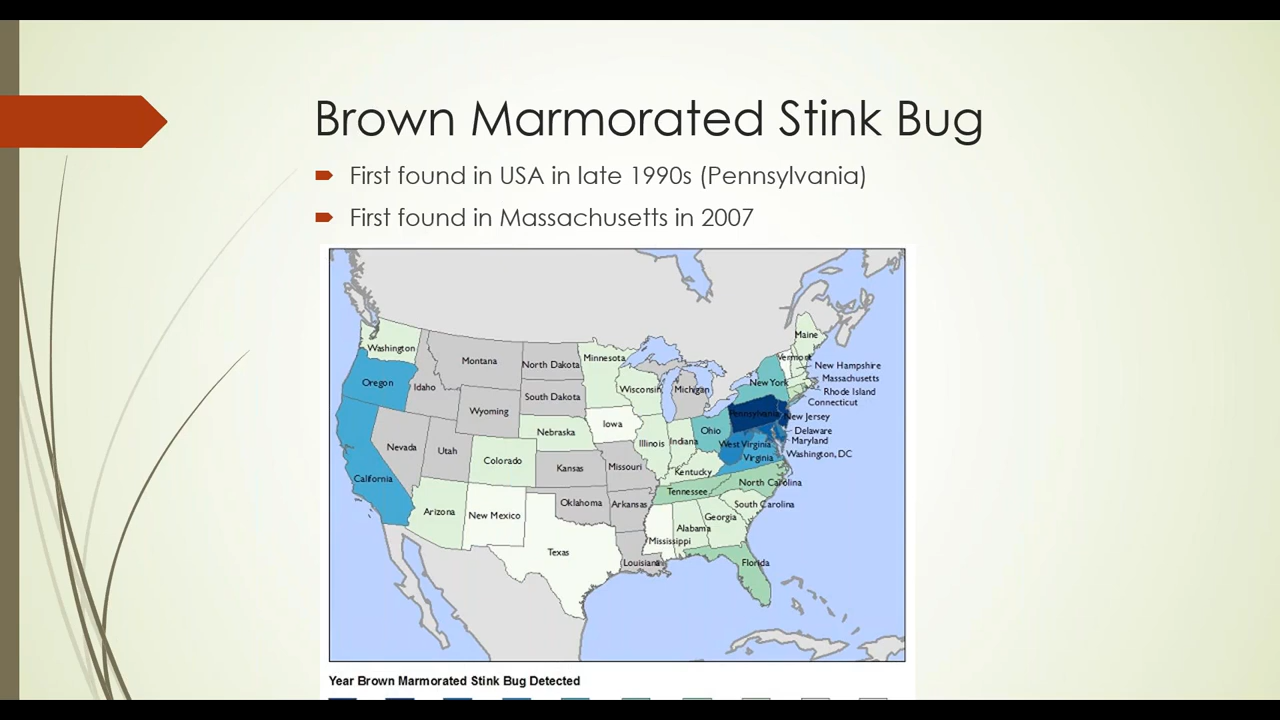 Brown Marmorated Stink Bug
First found in USA in late 1990s (Pennsylvania)
First found in Massachusetts in 2007
Maine
Washington
Montana
North Dakota
Minnesota
Vermont
New Hampshire
Massachusetts
Rhode Island
Connecticut
Oregon
Idaho
South Dakota
Wisconsin
Michigan
New York
Wyoming
Pennsylvania
New Jersey
Iowa
Nebraska
Ohio
Delaware
Maryland
Washington, DC
Nevada
Utah
Colorado
Illinois
Indiana
West Virginia
Virginia
Kansas
Missouri
Kentucky
California
North Carolina
Tennessee
Arizona
New Mexico
Oklahoma
Arkansas
South Carolina
Georgia
Alabama
Mississippi
Texas
Louisiana
Florida
Year Brown Marmorated Stink Bug Detected